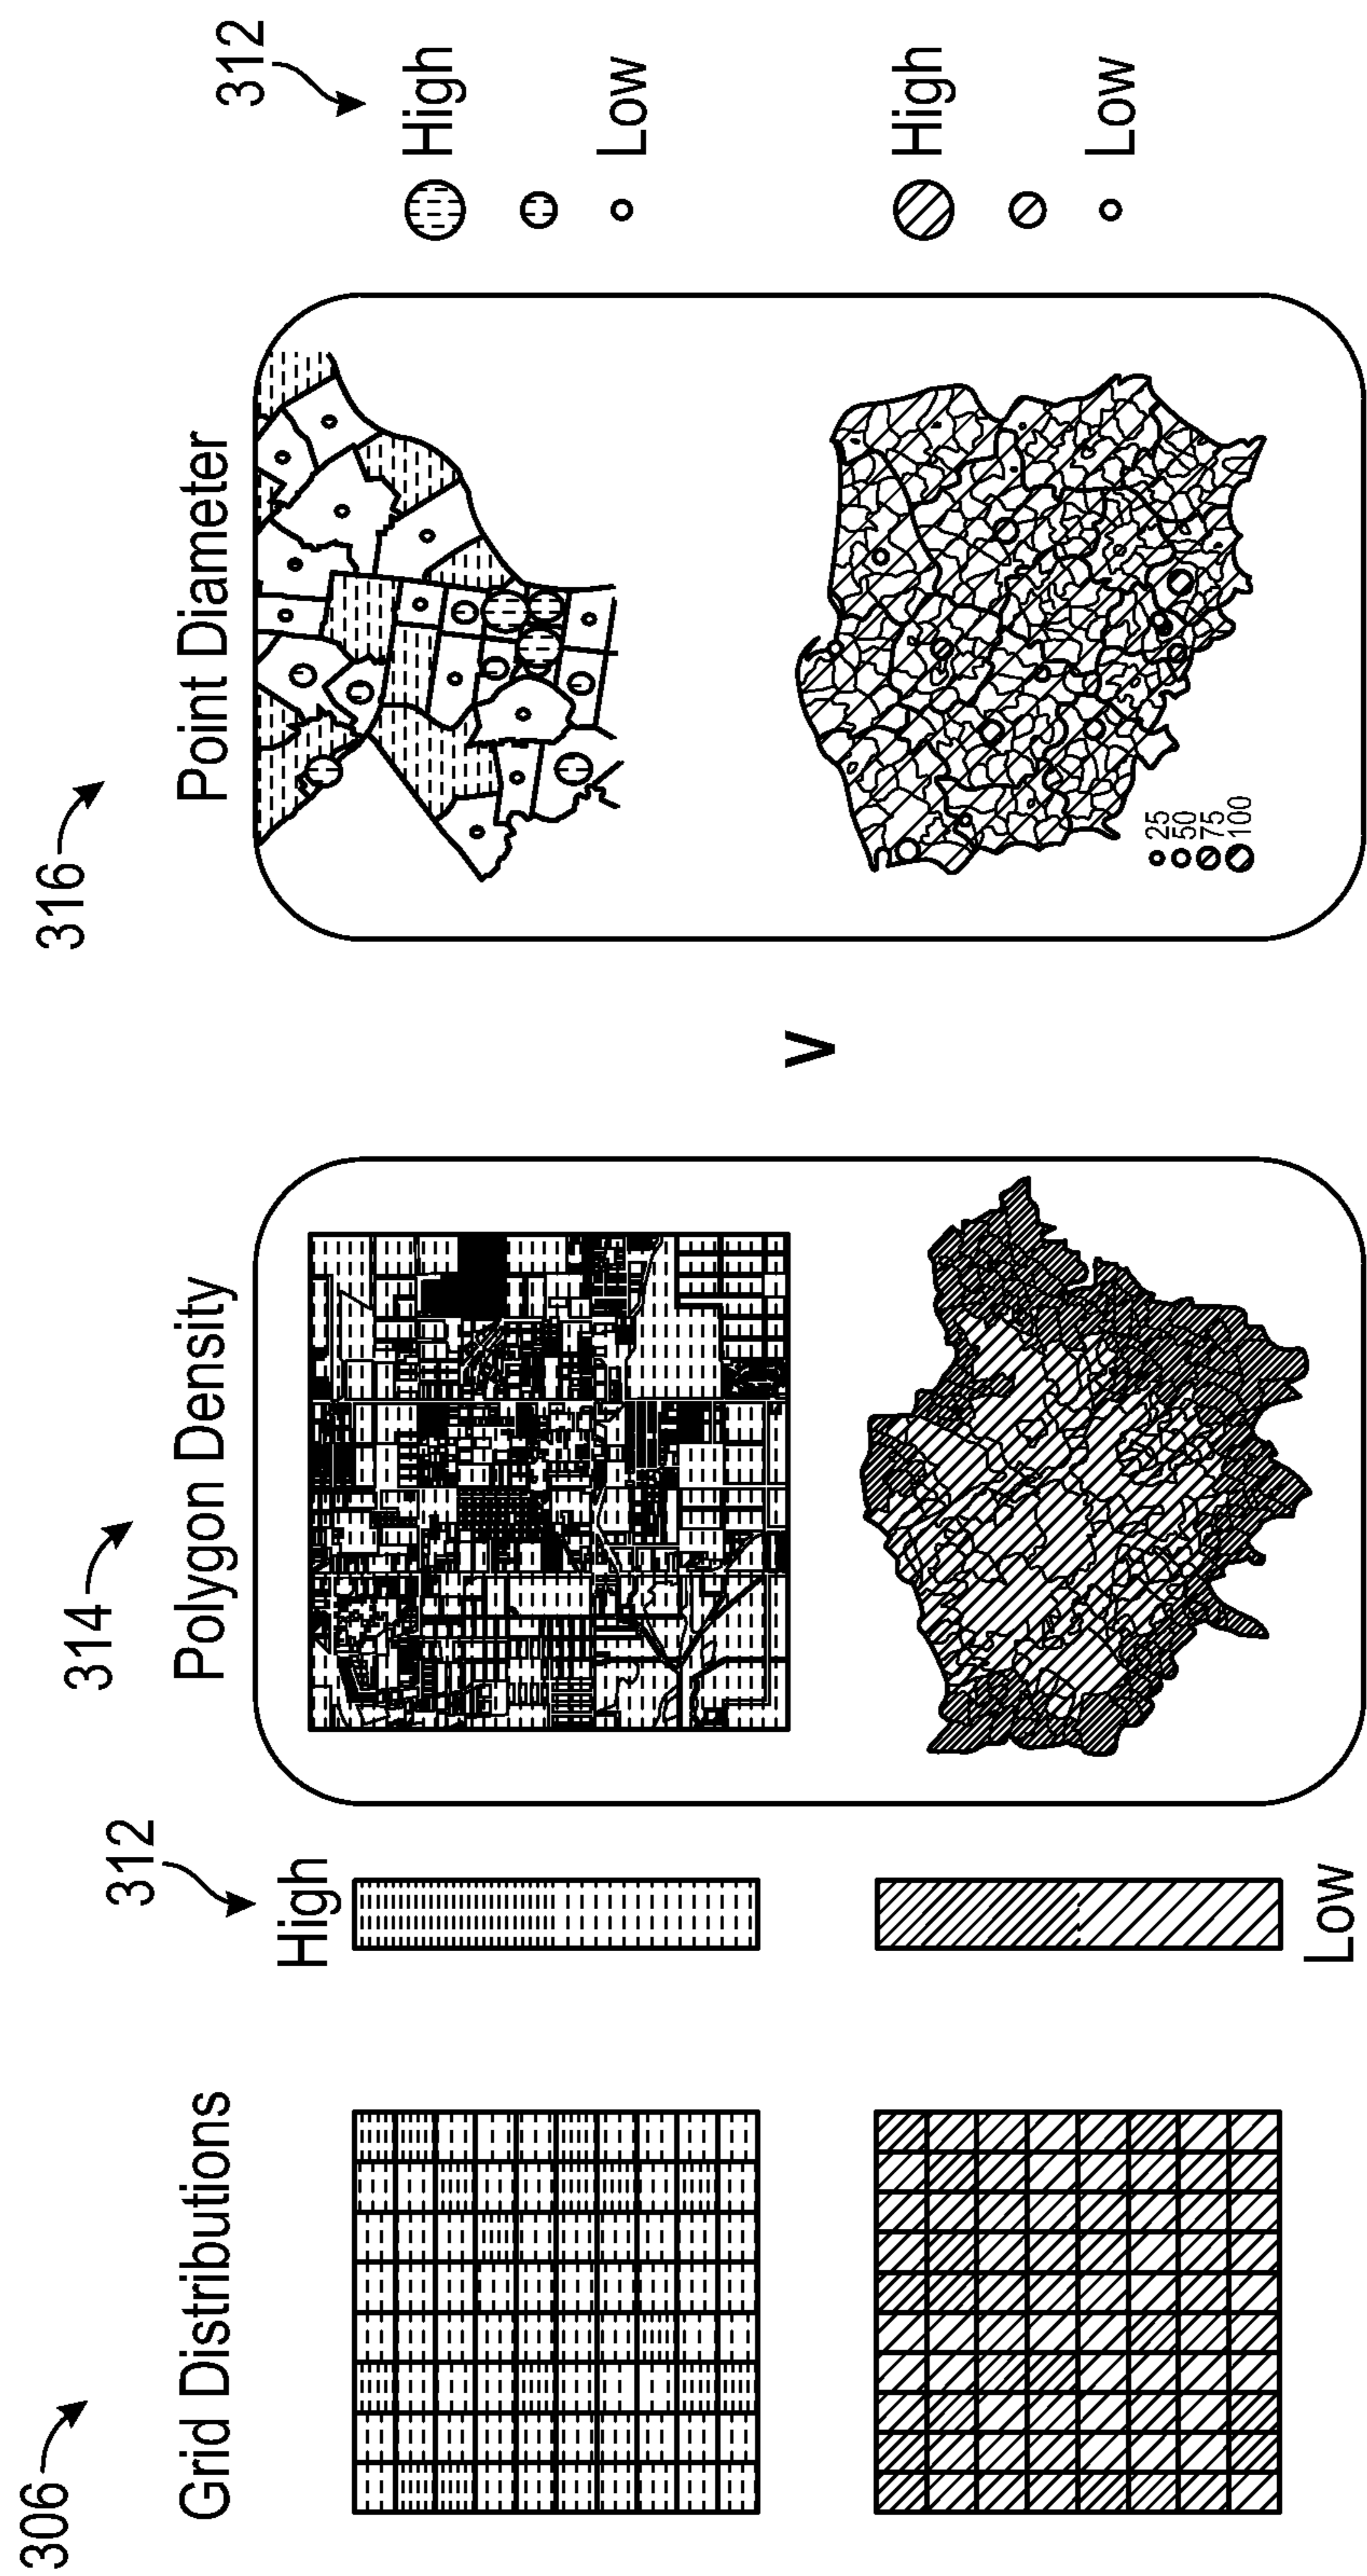 306
Grid Distributions
312
High
Low
314
Polygon Density
<
316
Point Diameter
25
50
75
100
312
High
Low
High
Low